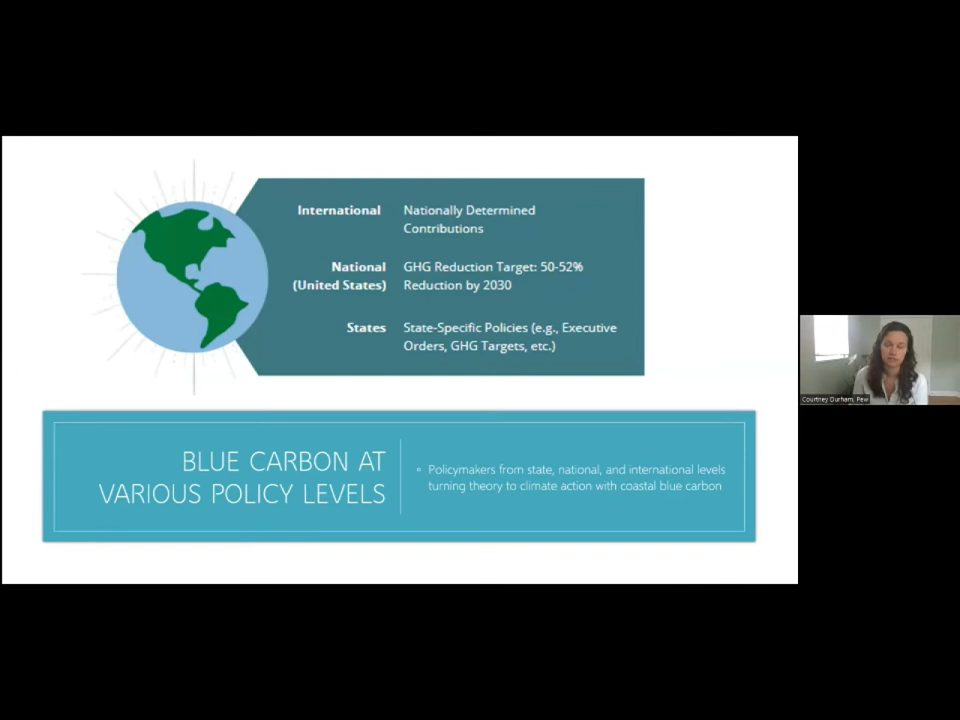 International
Nationally Determined
Contributions
National
(United States)
GHG Reduction Target: 50-52%
Reduction by 2030
States
State-Specific Policies (e.g., Executive
Orders, GHG Targets, etc.)
BLUE CARBON AT
VARIOUS POLICY LEVELS
▪ Policymakers from state, national, and international levels
turning theory to climate action with coastal blue carbon
Courtney Durham, Pew